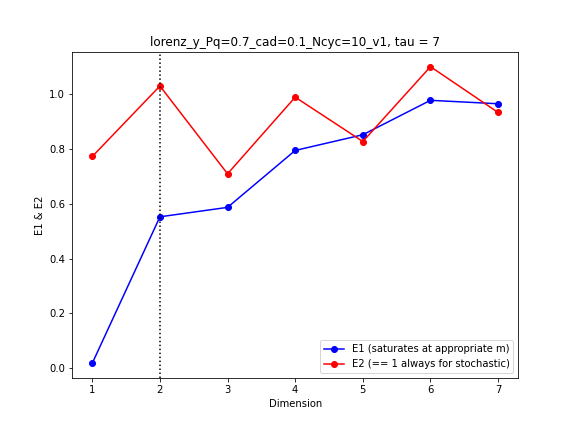 lorenz_y_Pq=0.7_cad=0.1_Ncyc=10_v1, tau = 7
1.0
0.8
0.6
0.4
0.2
0.0
E1 & E2
E1 (saturates at appropriate m)
E2 (== 1 always for stochastic)
1 2 3 4 5 6 7
Dimension